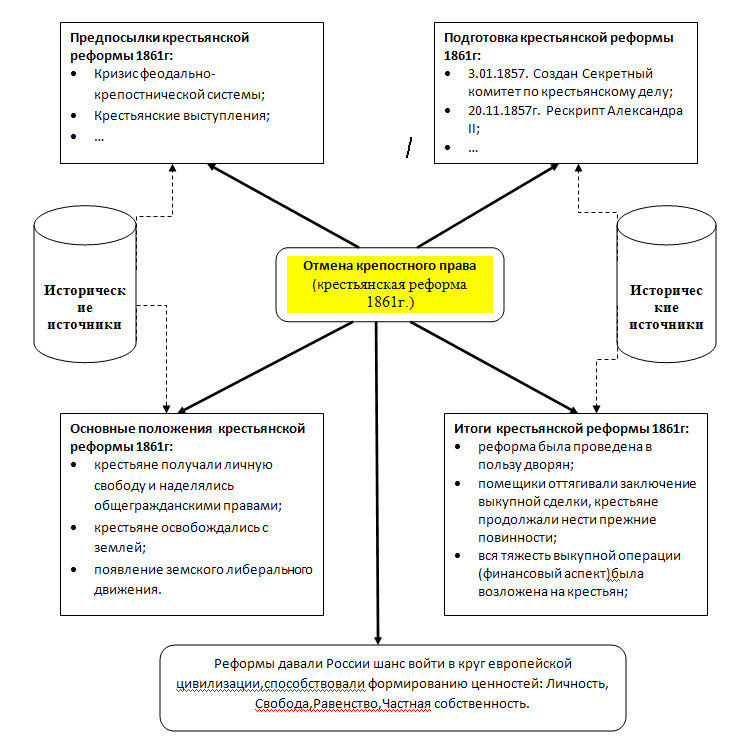 Предпосылки крестьянской
реформы 1861г:
• Кризис феодально-
крепостнической системы;
• Крестьянские выступления;
• ...
Подготовка крестьянской реформы
1861г:
• 3.01.1857. Создан Секретный
комитет по крестьянскому делу;
• 20.11.1857г. Рескрипт Александра
II;
• ...
/
Историческ
ие
источники
Отмена крепостного права
(крестьянская реформа
1861г.)
Историчес
кие
источники
Основные положения крестьянской
реформы 1861г:
• крестьяне получали личную
свободу и наделялись
общегражданскими правами;
• крестьяне освобождались с
землей;
• появление земского либерального
движения.
Итоги крестьянской реформы 1861г:
• реформа была проведена в
пользу дворян;
• помещики оттягивали заключение
выкупной сделки, крестьяне
продолжали нести прежние
повинности;
• вся тяжесть выкупной операции
(финансовый аспект)была
возложена на крестьян;
Реформы давали России шанс войти в круг европейской
цивилизации,способствовали формированию ценностей: Личность,
Свобода,Равенство,Частная собственность.